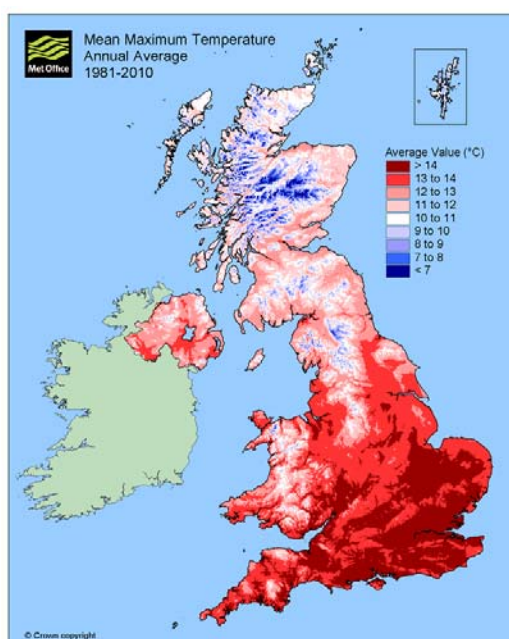 Met Office
Mean Maximum Temperature
Annual Average
1981-2010
Average Value (°C)
> 14
13 to 14
12 to 13
11 to 12
10 to 11
9 to 10
8 to 9
7 to 8
< 7
© Crown copyright